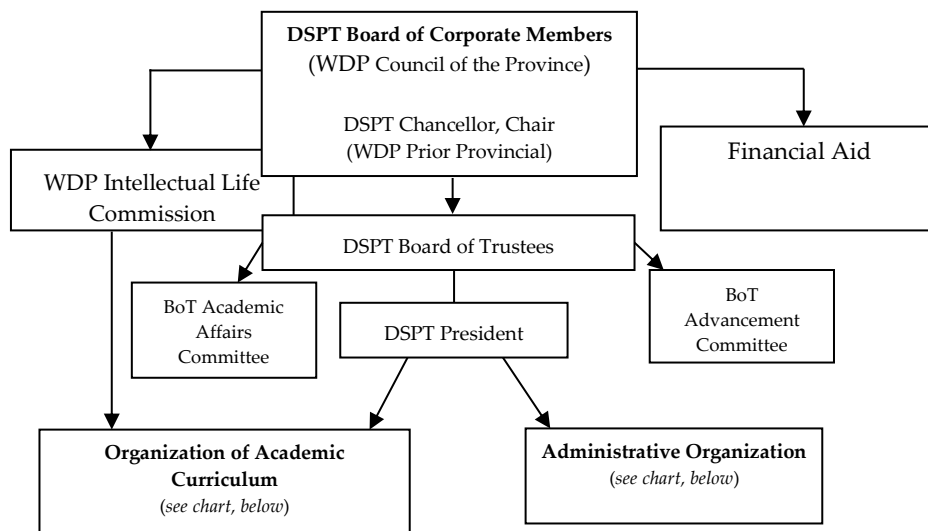 DSPT Board of Corporate Members
(WDP Council of the Province)
DSPT Chancellor, Chair
(WDP Prior Provincial)
Financial Aid
WDP Intellectual Life
Commission
DSPT Board of Trustees
BoT Academic
Affairs
Committee
DSPT President
BoT
Advancement
Committee
Organization of Academic
Curriculum
(see chart, below)
Administrative Organization
(see chart, below)